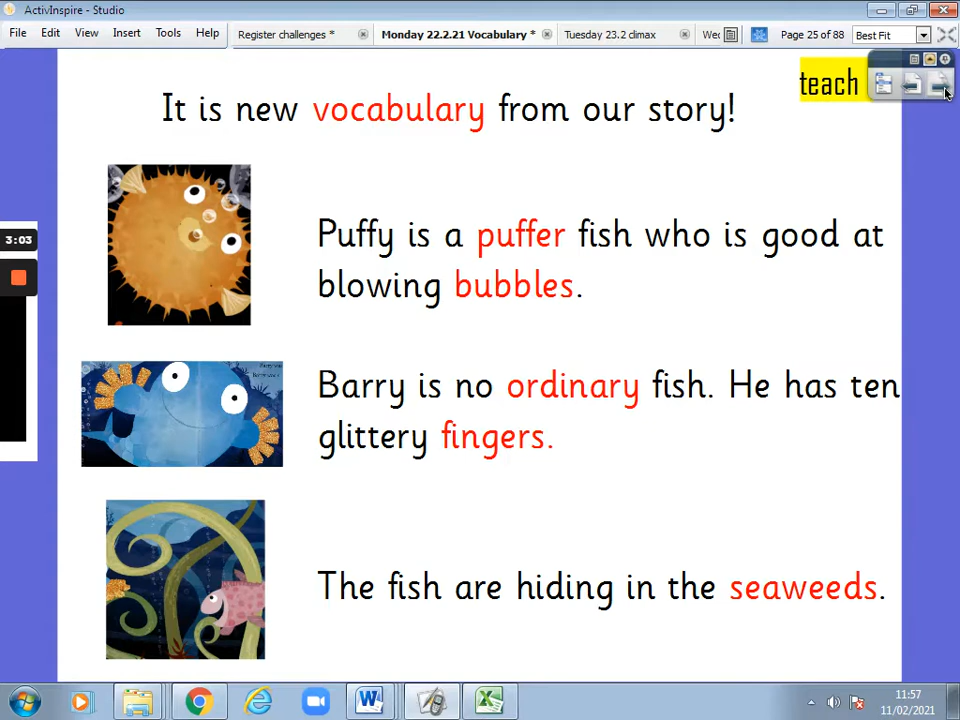 ActivInspire - Studio
File Edit View Insert Tools Help Register challenges * Monday 22.2.21 Vocabulary * Tuesday 23.2 climax Wed Page 25 of 88 Best Fit
teach
It is new vocabulary from our story!
Puffy is a puffer fish who is good at
blowing bubbles.
3:03
Barry is no ordinary fish. He has ten
glittery fingers.
The fish are hiding in the seaweeds.
11:57
11/02/2021